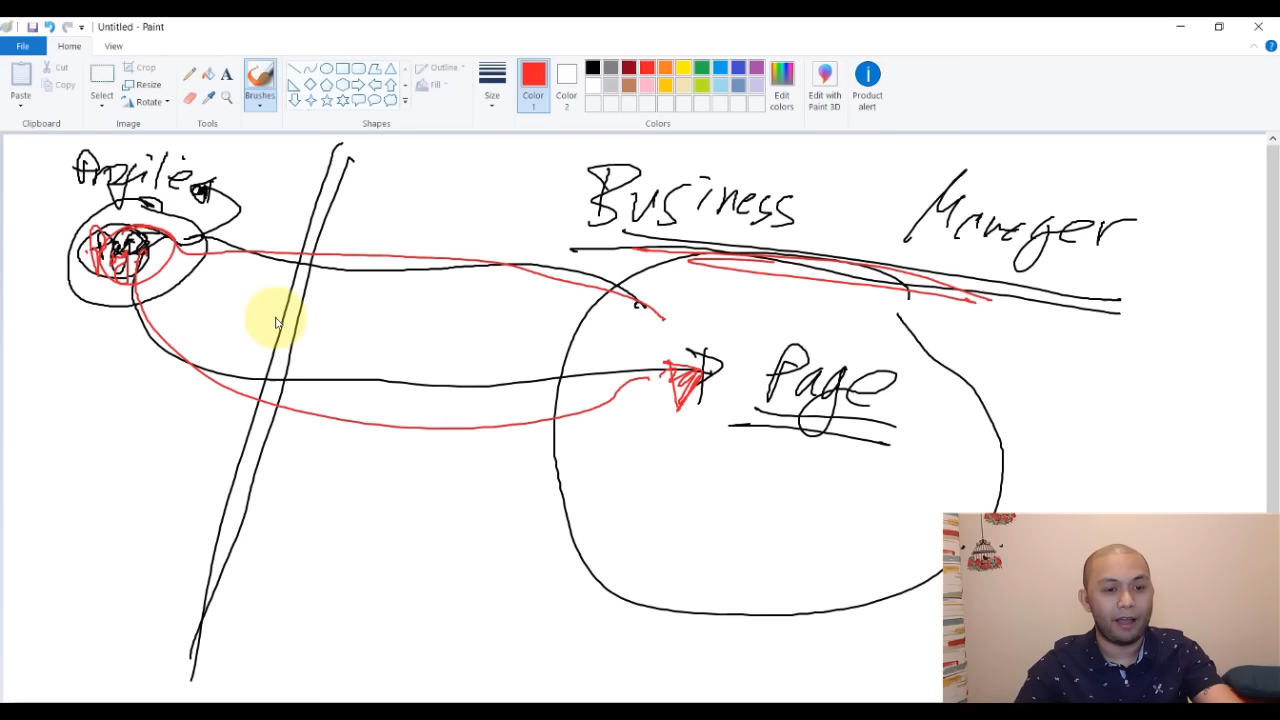 Untitled - Paint
File Home View
Cut
Copy
Paste
Clipboard
Select
Crop
Resize
Rotate
Image
A
Tools
Brushes
Outline
Fill
Shapes
Size
Color 1
Color 2
Edit colors
Colors
Edit with Paint 3D
Product alert
Profile
Business Manager
Page